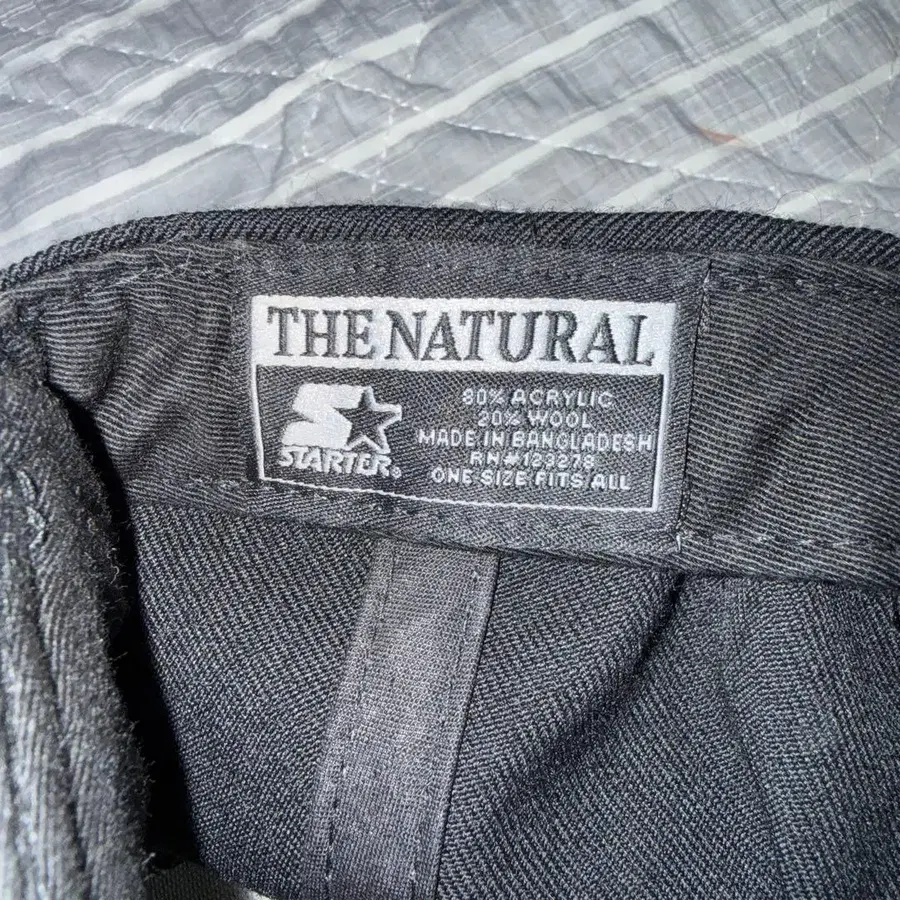 THE NATURAL
STARTER®
80% ACRYLIC
20% WOOL
MADE IN BANGLADESH
RN#123278
ONE SIZE FITS ALL